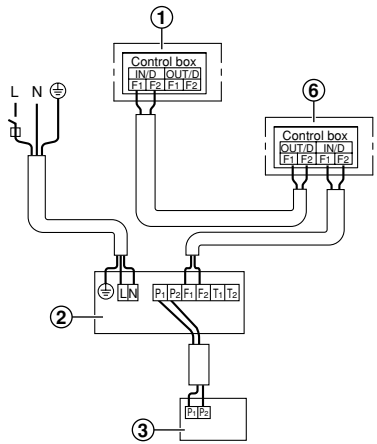 1
Control box
IN/D OUT/D
F1 F2 F1 F2
L N
6
Control box
OUT/D IN/D
F1 F2 F1 F2
L N P1 P2 F1 F2 T1 T2
2
P1 P2
3